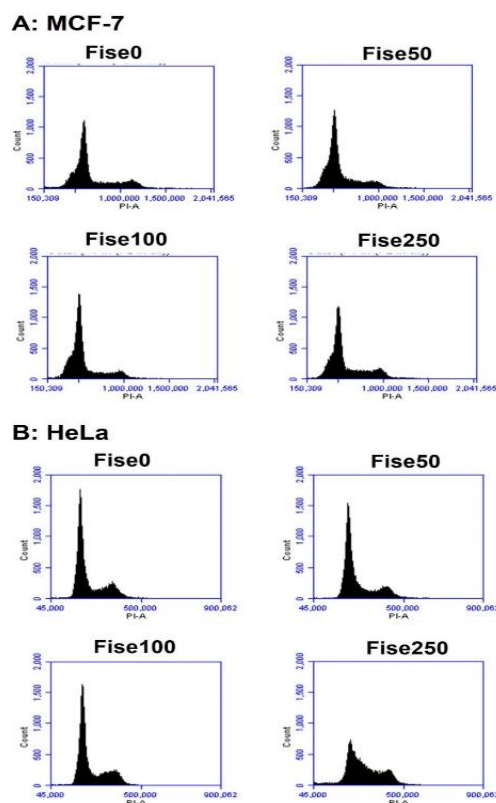 A: MCF-7
Fise0
Fise50
2,000
1,500
1,000
500
0
Count
150,309
1,000,000
1,500,000
2,041,565
PI-A
2,000
1,500
1,000
500
0
Count
150,309
1,000,000
1,500,000
2,041,565
PI-A
Fise100
Fise250
2,000
1,500
1,000
500
0
Count
150,309
1,000,000
1,500,000
2,041,565
PI-A
2,000
1,500
1,000
500
0
Count
150,309
1,000,000
1,500,000
2,041,565
PI-A
B: HeLa
Fise0
Fise50
2,000
1,500
1,000
500
0
Count
45,000
500,000
900,062
PI-A
2,000
1,500
1,000
500
0
Count
45,000
500,000
900,062
PI-A
Fise100
Fise250
2,000
1,500
1,000
500
0
Count
45,000
500,000
900,062
PI-A
2,000
1,500
1,000
500
0
Count
45,000
500,000
900,062
PI-A